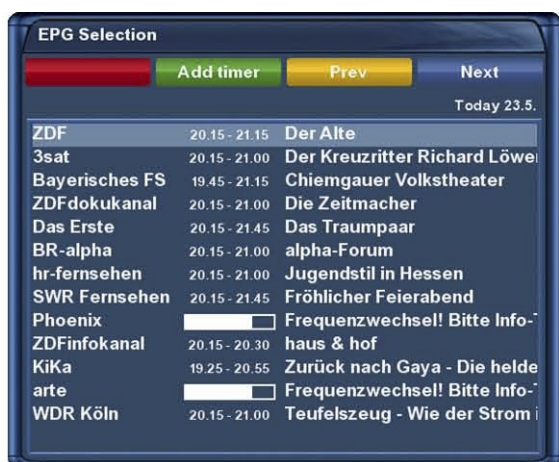 EPG Selection
Add timer Prev Next
Today 23.5.
ZDF 20.15 - 21.15 Der Alte
3sat 20.15 - 21.00 Der Kreuzritter Richard Löwe
Bayerisches FS 19.45 - 21.15 Chiemgauer Volkstheater
ZDFdokukanal 20.15 - 21.00 Die Zeitmacher
Das Erste 20.15 - 21.45 Das Traumpaar
BR-alpha 20.15 - 21.00 alpha-Forum
hr-fernsehen 20.15 - 21.00 Jugendstil in Hessen
SWR Fernsehen 20.15 - 21.45 Fröhlicher Feierabend
Phoenix Frequenzwechsel! Bitte Info-
ZDFinfokanal 20.15 - 20.30 haus & hof
KiKa 19.25 - 20.55 Zurück nach Gaya - Die helde
arte Frequenzwechsel! Bitte Info-
WDR Köln 20.15 - 21.00 Teufelszeug - Wie der Strom i